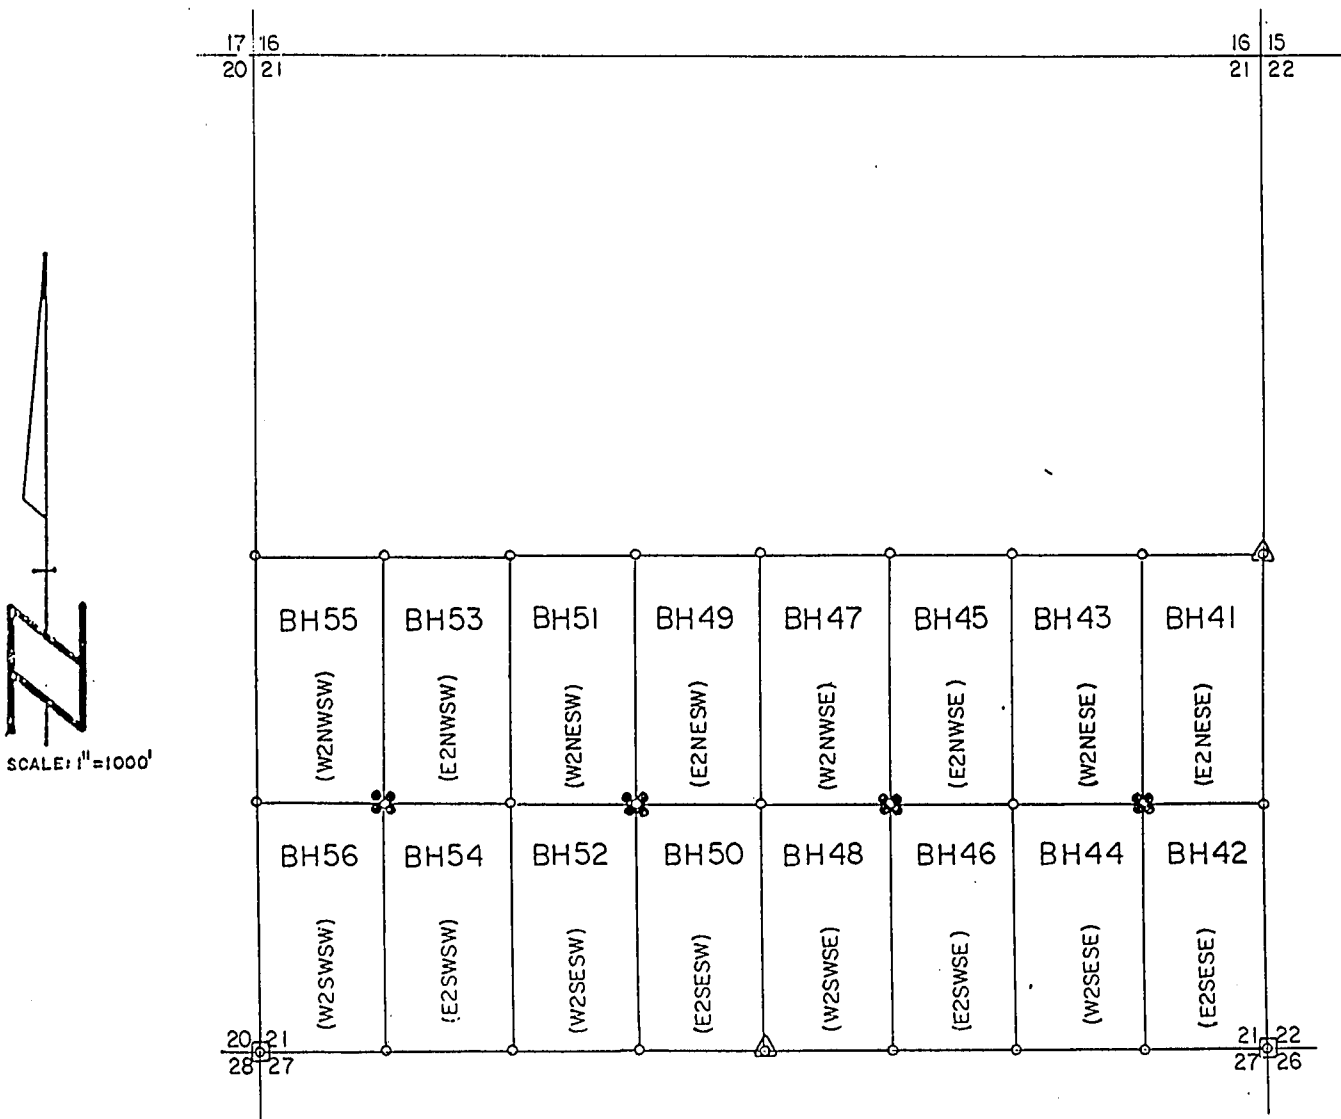 17 16
20 21
16 15
21 22
BH55 BH53 BH51 BH49 BH47 BH45 BH43 BH41
(W2NWSW) (E2NWSW) (W2NESW) (E2NESW) (W2NWSE) (E2NWSE) (W2NESE) (E2NESE)
N
SCALE: 1"=1000'
BH56 BH54 BH52 BH50 BH48 BH46 BH44 BH42
(W2SWSW) (E2SWSW) (W2SESW) (E2SESW) (W2SWSE) (E2SWSE) (W2SESE) (E2SESE)
20 21
28 27
21 22
27 26